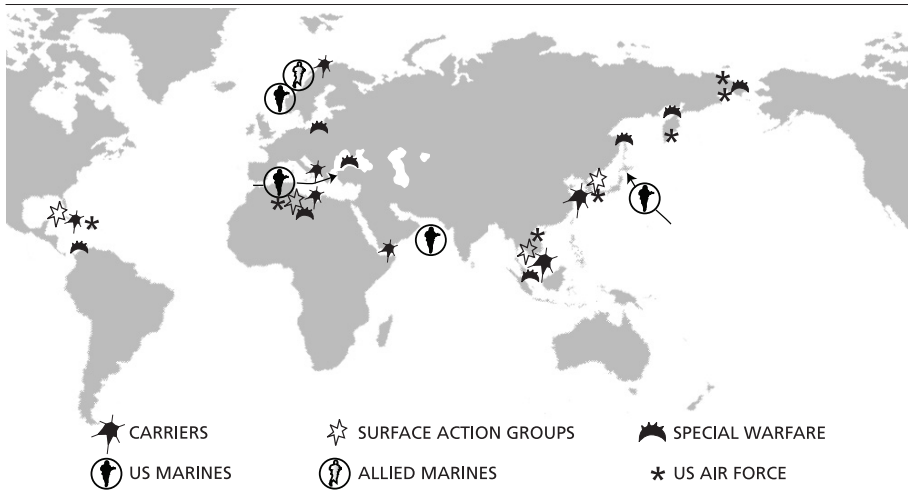 CARRIERS
SURFACE ACTION GROUPS
SPECIAL WARFARE
US MARINES
ALLIED MARINES
US AIR FORCE